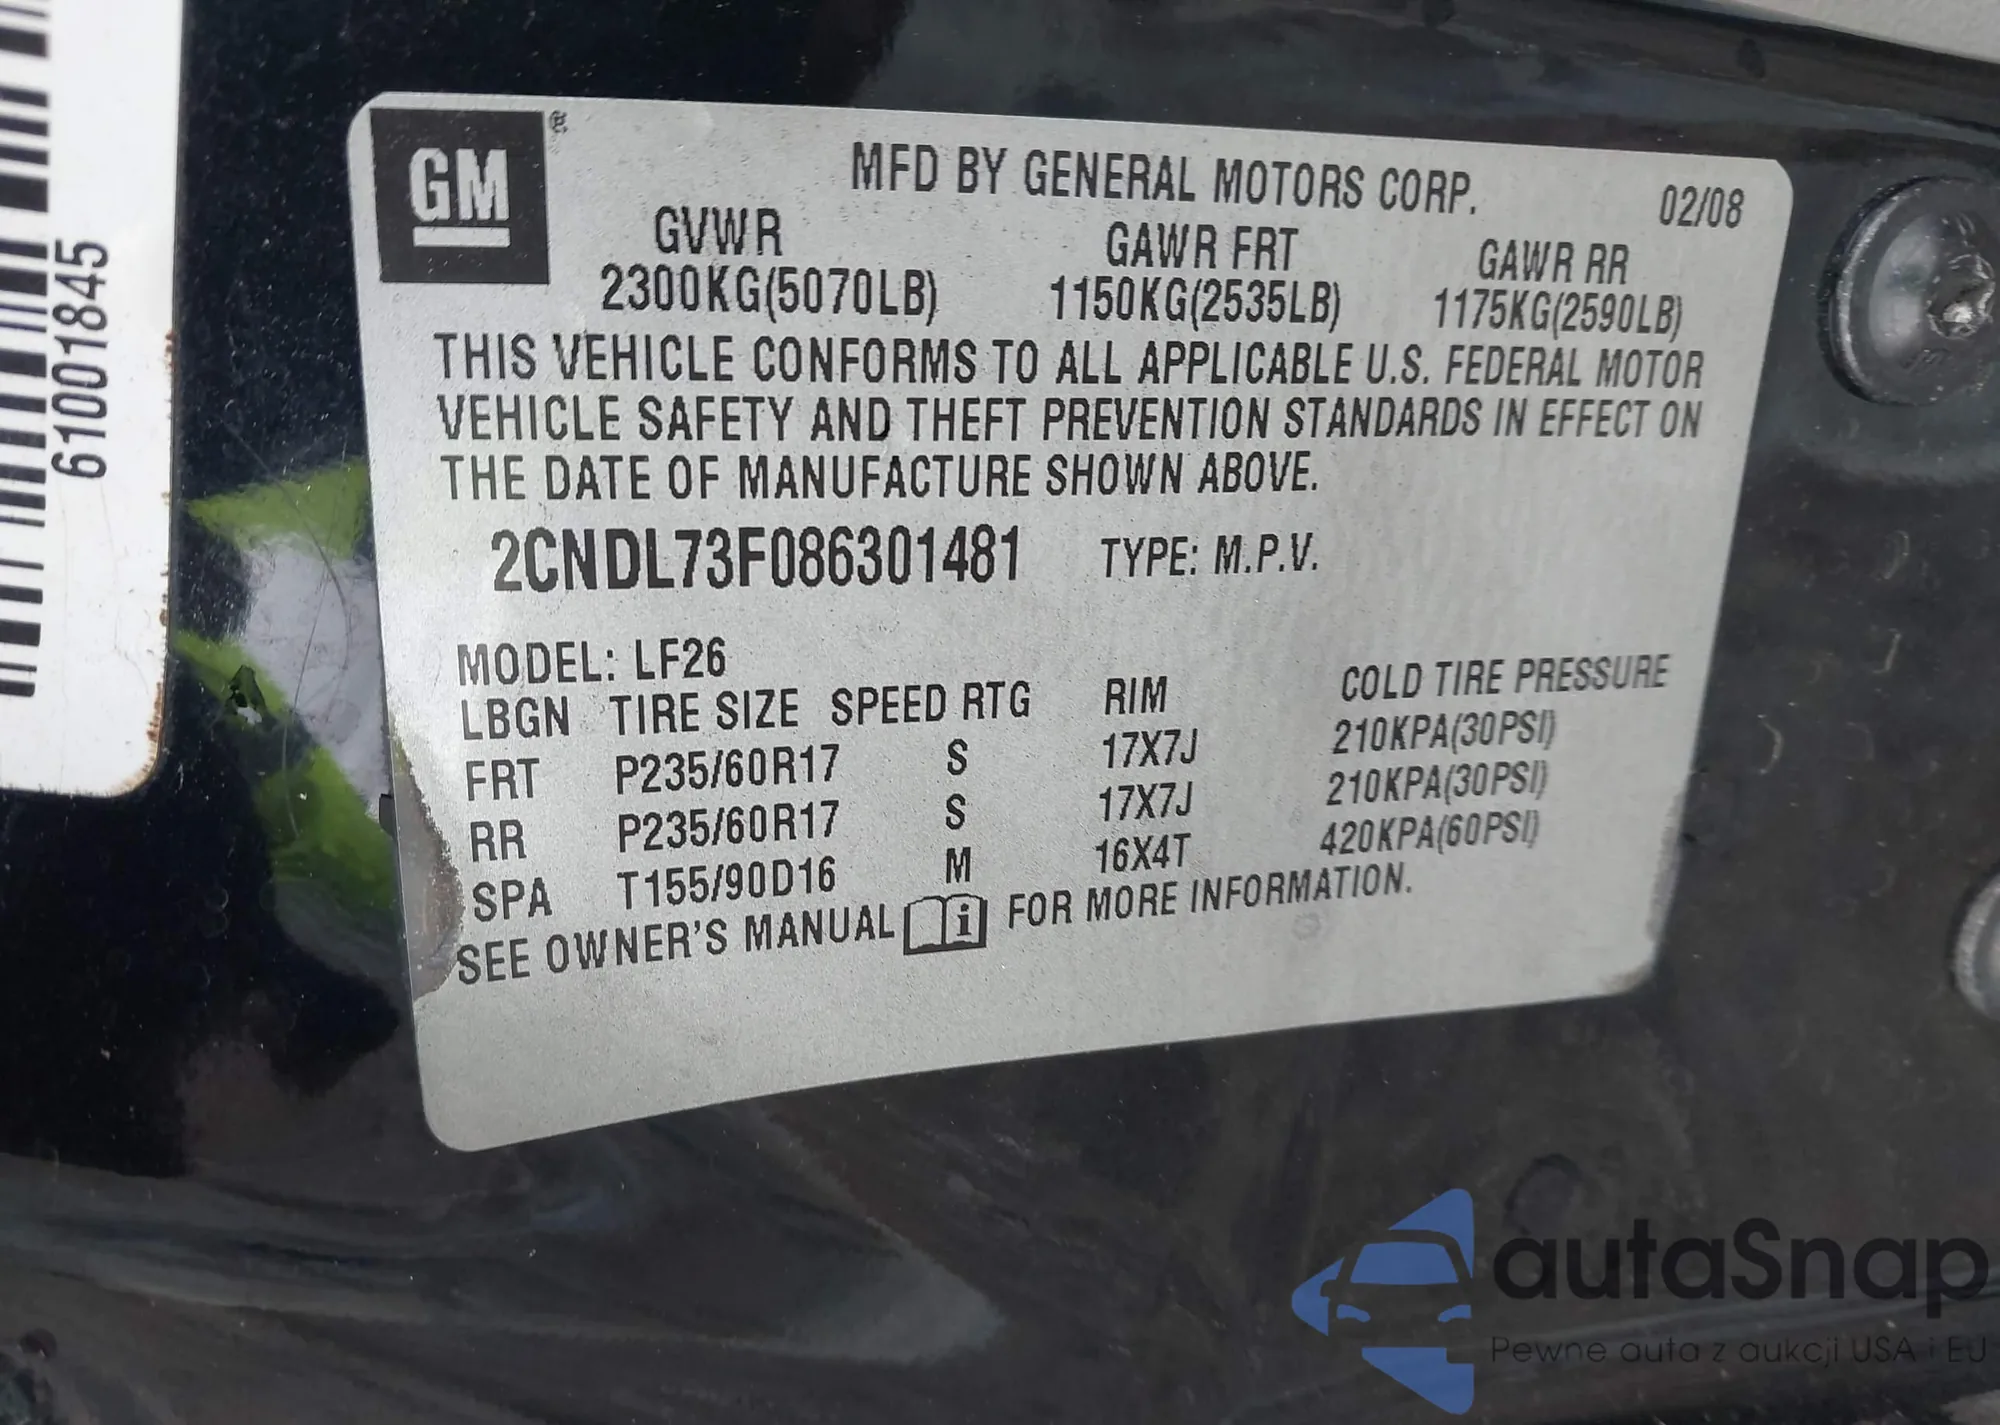 61001845
GM®
MFD BY GENERAL MOTORS CORP. 02/08
GVWR GAWR FRT GAWR RR
2300KG(5070LB) 1150KG(2535LB) 1175KG(2590LB)
THIS VEHICLE CONFORMS TO ALL APPLICABLE U.S. FEDERAL MOTOR
VEHICLE SAFETY AND THEFT PREVENTION STANDARDS IN EFFECT ON
THE DATE OF MANUFACTURE SHOWN ABOVE.
2CNDL73F086301481 TYPE: M.P.V.
MODEL: LF26
LBGN TIRE SIZE SPEED RTG RIM COLD TIRE PRESSURE
FRT P235/60R17 S 17X7J 210KPA(30PSI)
RR P235/60R17 S 17X7J 210KPA(30PSI)
SPA T155/90D16 M 16X4T 420KPA(60PSI)
SEE OWNER'S MANUAL i FOR MORE INFORMATION.
autaSnap
Pewne auta z aukcji USA i EU